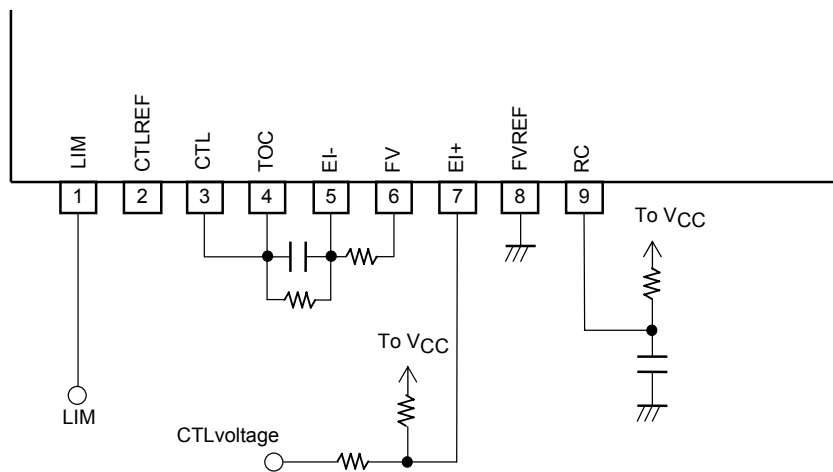 LIM
CTLREF
CTL
TOC
EI-
FV
EI+
FVREF
RC
1
2
3
4
5
6
7
8
9
To VCC
To VCC
LIM
CTLvoltage